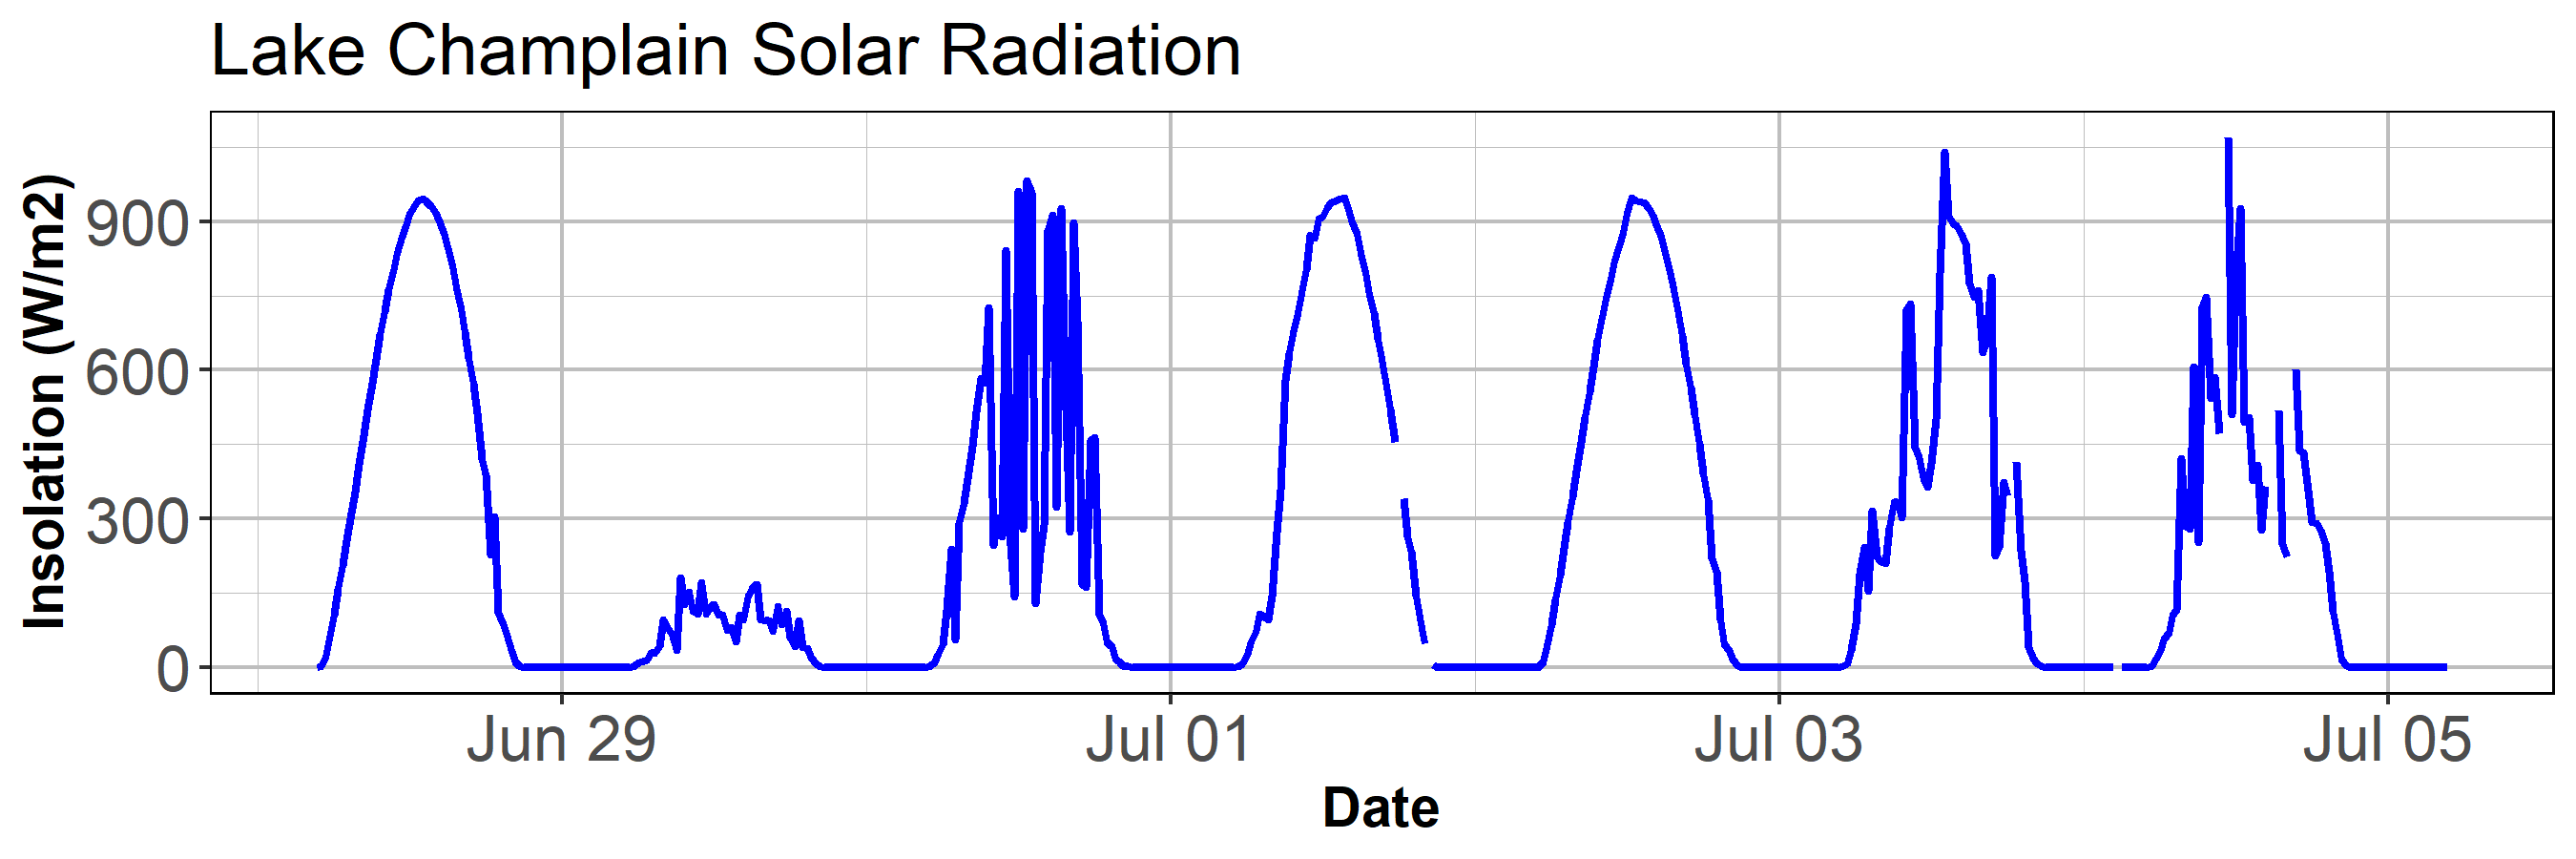 Lake Champlain Solar Radiation
Insolation (W/m2)
900
600
300
0
Jun 29 Jul 01 Jul 03 Jul 05
Date